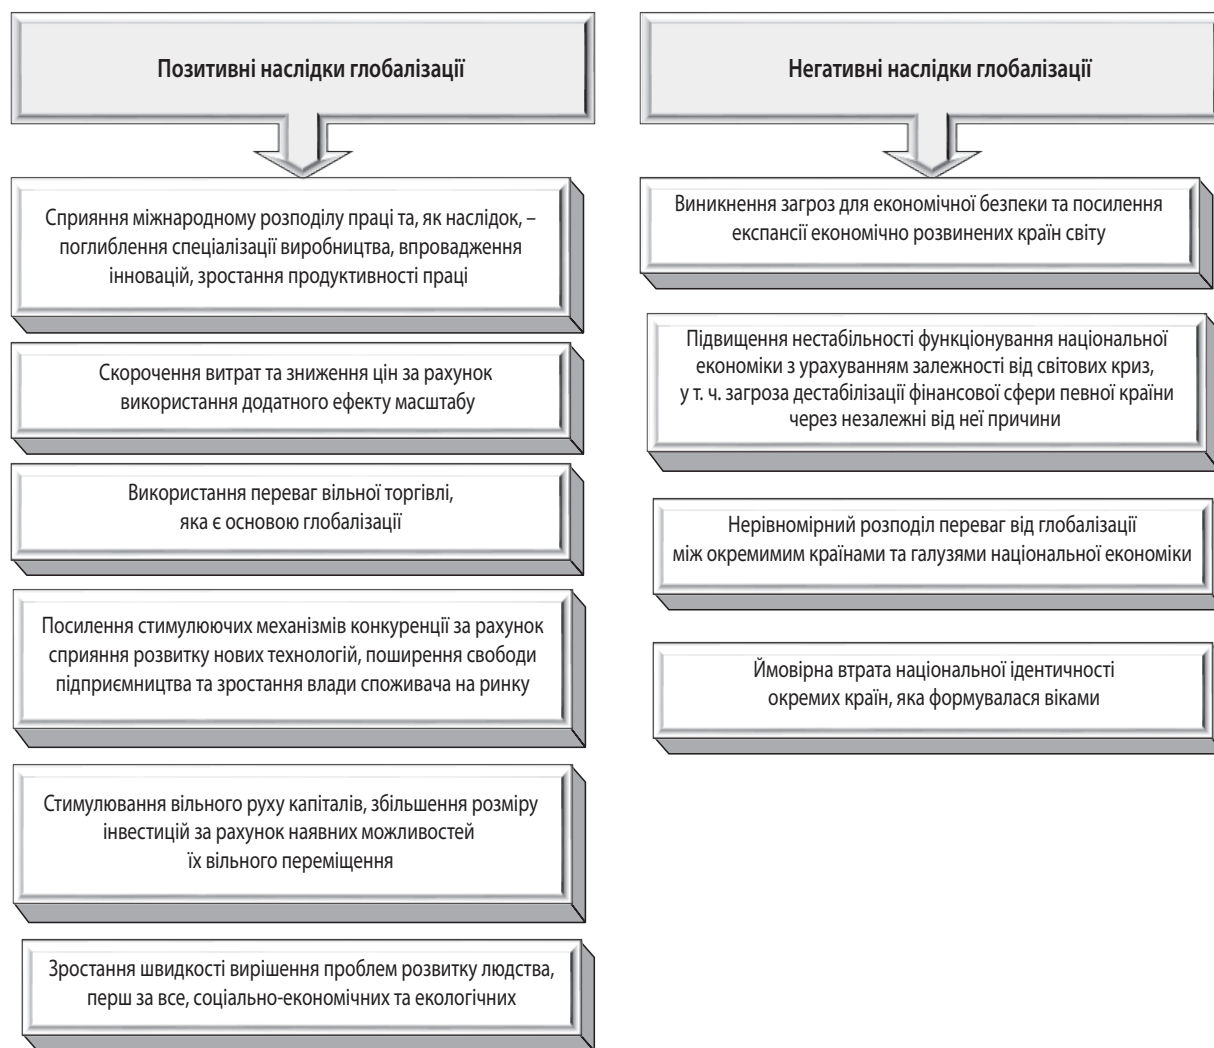 Позитивні наслідки глобалізації
Сприяння міжнародному розподілу праці та, як наслідок, –
поглиблення спеціалізації виробництва, впровадження
інновацій, зростання продуктивності праці
Скорочення витрат та зниження цін за рахунок
використання додатного ефекту масштабу
Використання переваг вільної торгівлі,
яка є основою глобалізації
Посилення стимулюючих механізмів конкуренції за рахунок
сприяння розвитку нових технологій, поширення свободи
підприємництва та зростання влади споживача на ринку
Стимулювання вільного руху капіталів, збільшення розміру
інвестицій за рахунок наявних можливостей
їх вільного переміщення
Зростання швидкості вирішення проблем розвитку людства,
перш за все, соціально-економічних та екологічних
Негативні наслідки глобалізації
Виникнення загроз для економічної безпеки та посилення
експансії економічно розвинених країн світу
Підвищення нестабільності функціонування національної
економіки з урахуванням залежності від світових криз,
у т. ч. загроза дестабілізації фінансової сфери певної країни
через незалежні від неї причини
Нерівномірний розподіл переваг від глобалізації
між окремимим країнами та галузями національної економіки
Ймовірна втрата національної ідентичності
окремих країн, яка формувалася віками